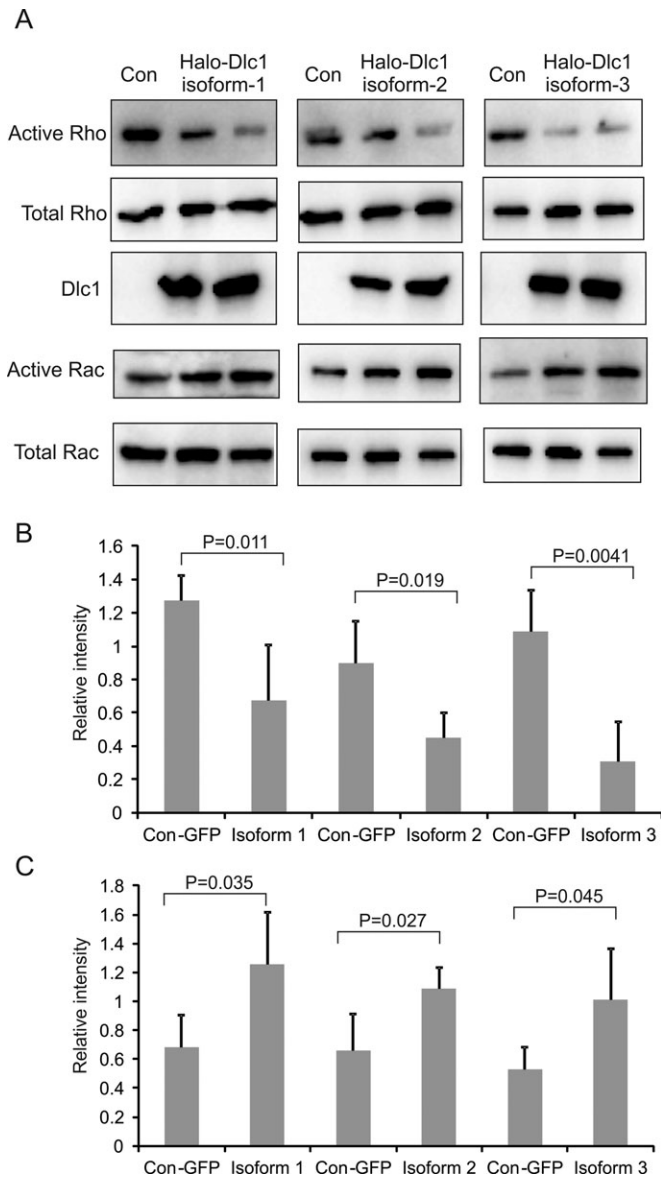 A
Con Halo-Dlc1 isoform-1 Con Halo-Dlc1 isoform-2 Con Halo-Dlc1 isoform-3
Active Rho
Total Rho
Dlc1
Active Rac
Total Rac
B
P=0.011
P=0.019
P=0.0041
Relative intensity
1.6
1.4
1.2
1
0.8
0.6
0.4
0.2
0
Con-GFP Isoform 1 Con-GFP Isoform 2 Con-GFP Isoform 3
C
P=0.035
P=0.027
P=0.045
Relative intensity
1.8
1.6
1.4
1.2
1
0.8
0.6
0.4
0.2
0
Con-GFP Isoform 1 Con-GFP Isoform 2 Con-GFP Isoform 3